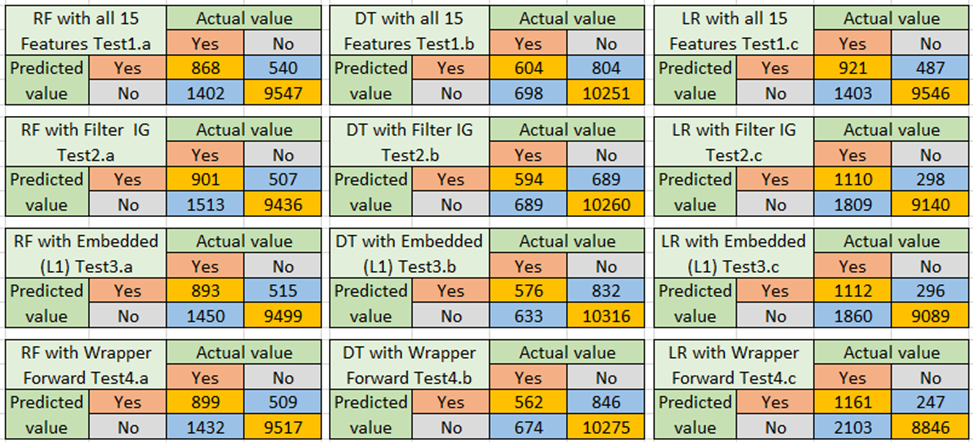 RF with all 15 Features Test1.a Actual value
Yes No
Predicted value Yes 868 540
No 1402 9547
DT with all 15 Features Test1.b Actual value
Yes No
Predicted value Yes 604 804
No 698 10251
LR with all 15 Features Test1.c Actual value
Yes No
Predicted value Yes 921 487
No 1403 9546
RF with Filter IG Test2.a Actual value
Yes No
Predicted value Yes 901 507
No 1513 9436
DT with Filter IG Test2.b Actual value
Yes No
Predicted value Yes 594 689
No 689 10260
LR with Filter IG Test2.c Actual value
Yes No
Predicted value Yes 1110 298
No 1809 9140
RF with Embedded (L1) Test3.a Actual value
Yes No
Predicted value Yes 893 515
No 1450 9499
DT with Embedded (L1) Test3.b Actual value
Yes No
Predicted value Yes 576 832
No 633 10316
LR with Embedded (L1) Test3.c Actual value
Yes No
Predicted value Yes 1112 296
No 1860 9089
RF with Wrapper Forward Test4.a Actual value
Yes No
Predicted value Yes 899 509
No 1432 9517
DT with Wrapper Forward Test4.b Actual value
Yes No
Predicted value Yes 562 846
No 674 10275
LR with Wrapper Forward Test4.c Actual value
Yes No
Predicted value Yes 1161 247
No 2103 8846